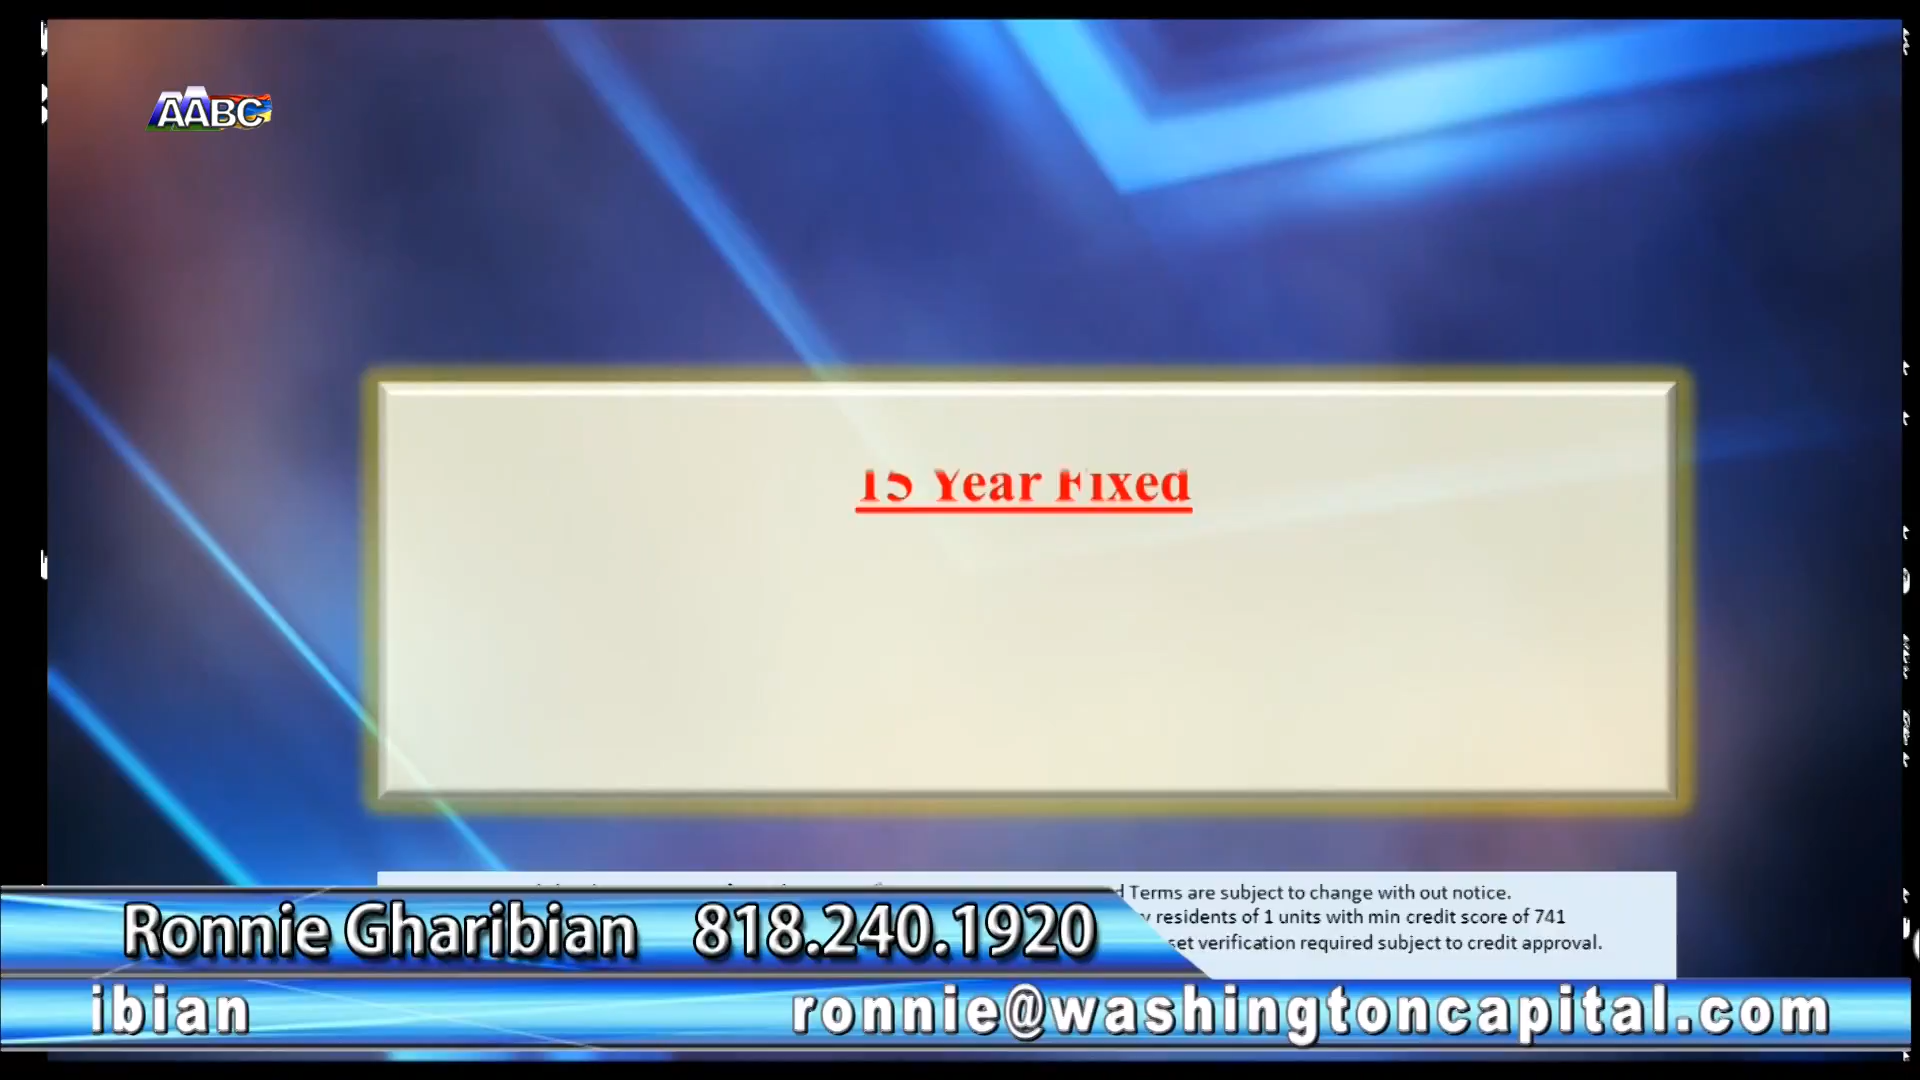 AABC
15 Year Fixed
Terms are subject to change with out notice.
residents of 1 units with min credit score of 741
verification required subject to credit approval.
Ronnie Gharibian 818.240.1920
ibian ronnie@washingtoncapital.com